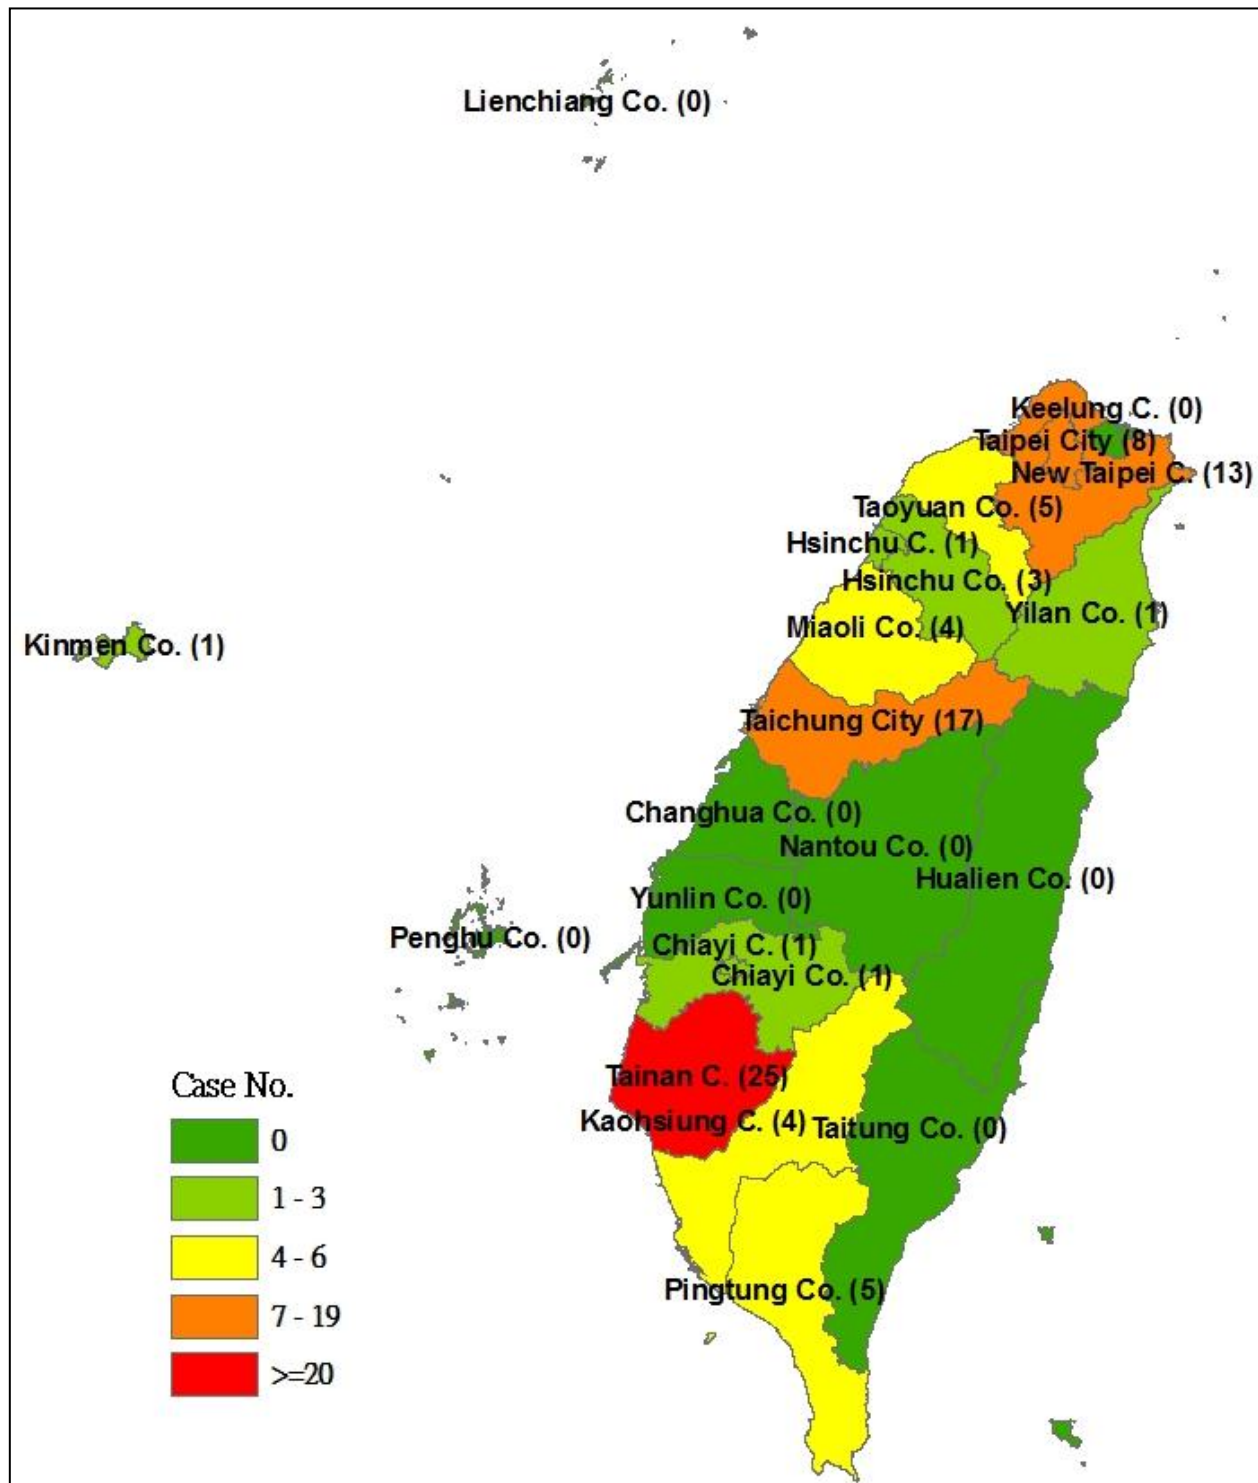 Lienchiang Co. (0)
Keelung C. (0)
Taipei City (8)
New Taipei C. (13)
Taoyuan Co. (5)
Hsinchu C. (1)
Hsinchu Co. (3)
Yilan Co. (1)
Miaoli Co. (4)
Kinmen Co. (1)
Taichung City (17)
Changhua Co. (0)
Nantou Co. (0)
Hualien Co. (0)
Yunlin Co. (0)
Penghu Co. (0)
Chiayi C. (1)
Chiayi Co. (1)
Tainan C. (25)
Kaohsiung C. (4)
Taitung Co. (0)
Pingtung Co. (5)
Case No.
0
1 - 3
4 - 6
7 - 19
>=20